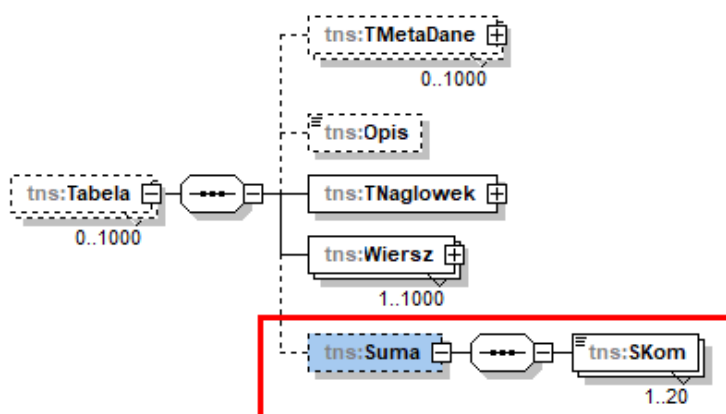 tns:TMetaDane
0..1000
tns:Opis
tns:Tabela
0..1000
tns:TNaglowek
tns:Wiersz
1..1000
tns:Suma
tns:SKom
1..20